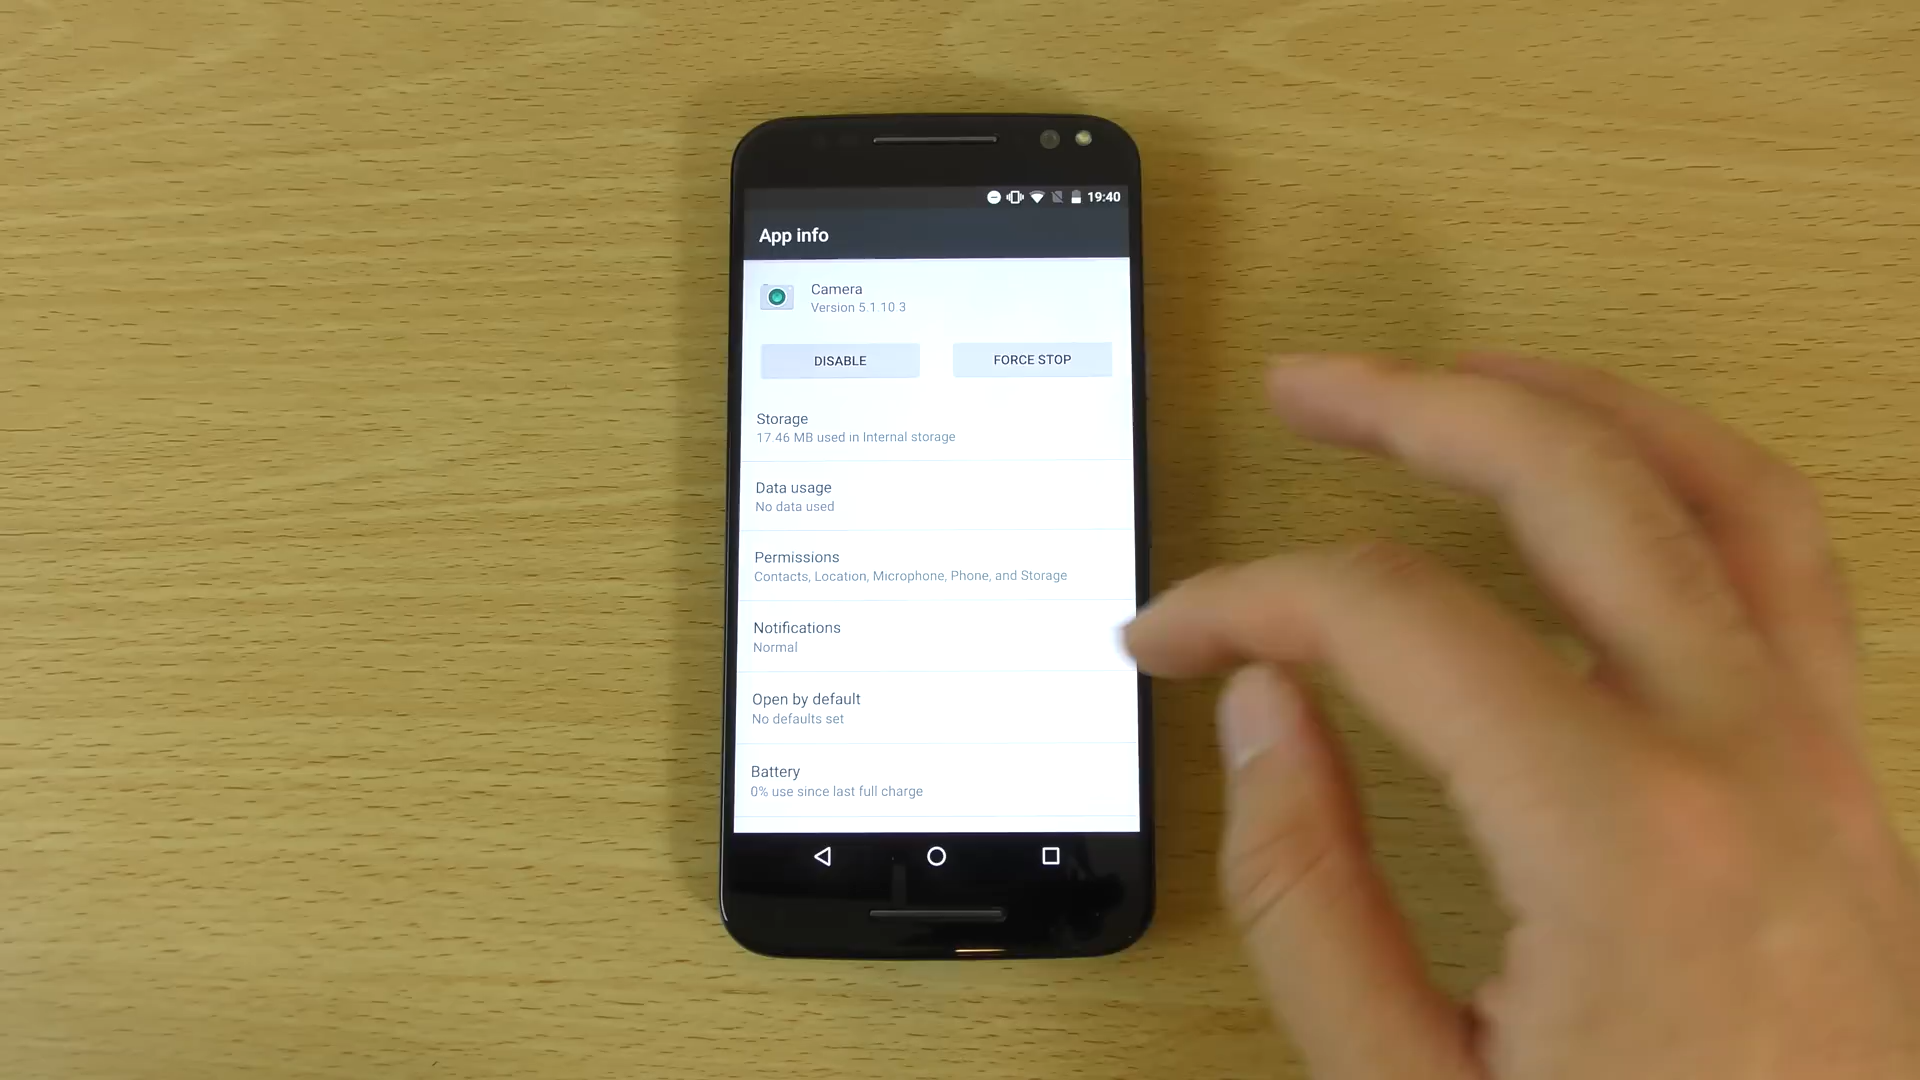 19:40
App info
Camera
Version 5.1.10 3
DISABLE
FORCE STOP
Storage
17.46 MB used in Internal storage
Data usage
No data used
Permissions
Contacts, Location, Microphone, Phone, and Storage
Notifications
Normal
Open by default
No defaults set
Battery
0% use since last full charge